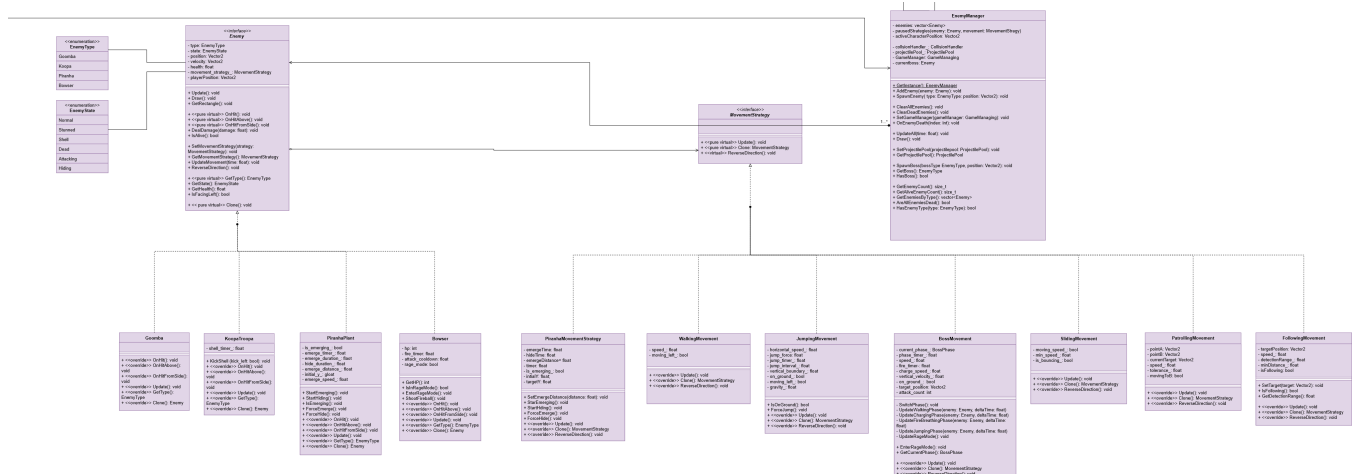 <<enumeration>>
EnemyType
Goomba
Koopa
Piranha
Bowser
<<enumeration>>
EnemyState
Normal
Stunned
Shell
Dead
Attacking
Hiding
<<interface>>
Enemy
- type: EnemyType
- state: EnemyState
- position: Vector2
- velocity: Vector2
- health: float
- movement_strategy_: MovementStrategy
- playerPosition: Vector2
+ Update(): void
+ Draw(): void
+ GetRectangle(): void
+ <<pure virtual>> OnHit(): void
+ <<pure virtual>> OnHitAbove(): void
+ <<pure virtual>> OnHitFromSide(): void
+ DealDamage(damage: float): void
+ IsAlive(): bool
+ SetMovementStrategy(strategy:
MovementStrategy): void
+ GetMovementStrategy(): MovementStrategy
+ UpdateMovement(time: float): void
+ ReverseDirection(): void
+ <<pure virtual>> GetType(): EnemyType
+ GetState(): EnemyState
+ GetHealth(): float
+ IsFacingLeft(): bool
+ << pure virtual>> Clone(): void
<<interface>>
MovementStrategy
+ <<pure virtual>> Update(): void
+ <<pure virtual>> Clone: MovementStrategy
+ <<virtual>> ReverseDirection(): void
EnemyManager
- enemies: vector<Enemy>
- activeCharacterPosition: Vector2
- collisionHandler_: CollisionHandler
- projectilePool_: ProjectilePool
- GameManager: GameManaging
- currentboss: Enemy
+ GetInstance(): EnemyManager
+ AddEnemy(enemy: Enemy): void
+ SpawnEnemy( type: EnemyType position: Vector2): void
+ ClearAllEnemies(): void
+ ClearDeadEnemies(): void
+ SetGameManager(gameManager: GameManaging): void
+ OnEnemyDeath(index: int): void
+ UpdateAll(time: float): void
+ Draw(): void
+ SetProjectilePool(projectilepool: ProjectilePool): void
+ GetProjectilePool(): ProjectilePool
+ SpawnBoss(bossType EnemyType, position: Vector2): void
+ GetBoss(): EnemyType
+ HasBoss(): bool
+ GetEnemyCount(): size_t
+ GetAliveEnemyCount(): size_t
+ GetEnemiesByType(): vector<Enemy>
+ AreAllEnemiesDead(): bool
+ HasEnemyType(type: EnemyType): bool
Goomba
+ <<override>> OnHit(): void
+ <<override>> OnHitAbove():
void
+ <<override>> OnHitFromSide():
void
+ <<override>> Update(): void
+ <<override>> GetType():
EnemyType
+ <<override>> Clone(): Enemy
KoopaTroopa
- shell_timer_: float
+ KickShell (kick_left: bool): void
+ <<override>> OnHit(): void
+ <<override>> OnHitAbove():
void
+ <<override>> OnHitFromSide():
void
+ <<override>> Update(): void
+ <<override>> GetType():
EnemyType
+ <<override>> Clone(): Enemy
PiranhaPlant
- is_emerging_: bool
- emerge_timer_: float
- emerge_duration_: float
- hide_duration_: float
- emerge_distance_: float
- initial_y_: gloat
- emerge_speed_: float
+ StartEmerging(): void
+ StartHiding(): void
+ IsEmerging(): void
+ ForceEmerge(): void
+ ForceHide(): void
+ <<override>> OnHit(): void
+ <<override>> OnHitAbove(): void
+ <<override>> OnHitFromSide(): void
+ <<override>> Update(): void
+ <<override>> GetType(): EnemyType
+ <<override>> Clone(): Enemy
Bowser
- hp: int
- fire_timer: float
- attack_cooldown: float
- rage_mode: bool
+ GetHP(): int
+ IsInRageMode(): bool
+ EnterRageMode(): void
+ ShootFireball(): void
+ <<override>> OnHit(): void
+ <<override>> OnHitAbove(): void
+ <<override>> OnHitFromSide(): void
+ <<override>> Update(): void
+ <<override>> GetType(): EnemyType
+ <<override>> Clone(): Enemy
PiranhaMovementStrategy
- emergeTime: float
- hideTime: float
- emergeDistance: float
- timer: float
- is_emerging_: bool
- initialY: float
- targetY: float
+ SetEmergeDistance(distance: float): void
+ StartEmerging(): void
+ StartHiding(): void
+ ForceEmerge(): void
+ ForceHide(): void
+ <<override>> Update(): void
+ <<override>> Clone(): MovementStrategy
+ <<override>> ReverseDirection(): void
WalkingMovement
- speed_: float
- moving_left_: bool
+ <<override>> Update(): void
+ <<override>> Clone(): MovementStrategy
+ <<override>> ReverseDirection(): void
JumpingMovement
- horizontal_speed_: float
- jump_force: float
- jump_timer_: float
- jump_interval_: float
- vertical_boundary_: float
- on_ground_: bool
- moving_left_: bool
- gravity_: float
+ IsOnGround(): bool
+ ForceJump(): void
+ <<override>> Update(): void
+ <<override>> Clone(): MovementStrategy
+ <<override>> ReverseDirection(): void
BossMovement
- current_phase_: BossPhase
- phase_timer_: float
- speed_: float
- fire_timer: float
- charge_speed_: float
- vertical_velocity_: float
- on_ground_: bool
- target_position: Vector2
- attack_count: int
- SwitchPhase(): void
- UpdateWalkingPhase(enemy: Enemy, deltaTime: float)
- UpdateChargingPhase(enemy: Enemy, deltaTime: float)
- UpdateFireBreathingPhase(enemy: Enemy, deltaTime:
float)
- UpdateJumpingPhase(enemy: Enemy, deltaTime: float)
- UpdateRageMode(): void
+ EnterRageMode(): void
+ GetCurrentPhase(): BossPhase
+ <<override>> Update(): void
+ <<override>> Clone(): MovementStrategy
+ <<override>> ReverseDirection(): void
SiblingMovement
- moving_speed_: bool
- min_speed_: float
- is_bouncing_: bool
+ <<override>> Update(): void
+ <<override>> Clone(): MovementStrategy
+ <<override>> ReverseDirection(): void
PatrollingMovement
- pointA: Vector2
- pointB: Vector2
- currentTarget: Vector2
- speed_: float
- tolerance_: float
- movingToB: bool
+ <<override>> Update(): void
+ <<override>> Clone(): MovementStrategy
+ <<override>> ReverseDirection(): void
FollowingMovement
- targetPosition: Vector2
- speed_: float
- detectionRange_: float
- minDistance_: float
- isFollowing: bool
+ SetTarget(target: Vector2): void
+ IsFollowing(): bool
+ GetDetectionRange(): float
+ <<override>> Update(): void
+ <<override>> Clone(): MovementStrategy
+ <<override>> ReverseDirection(): void